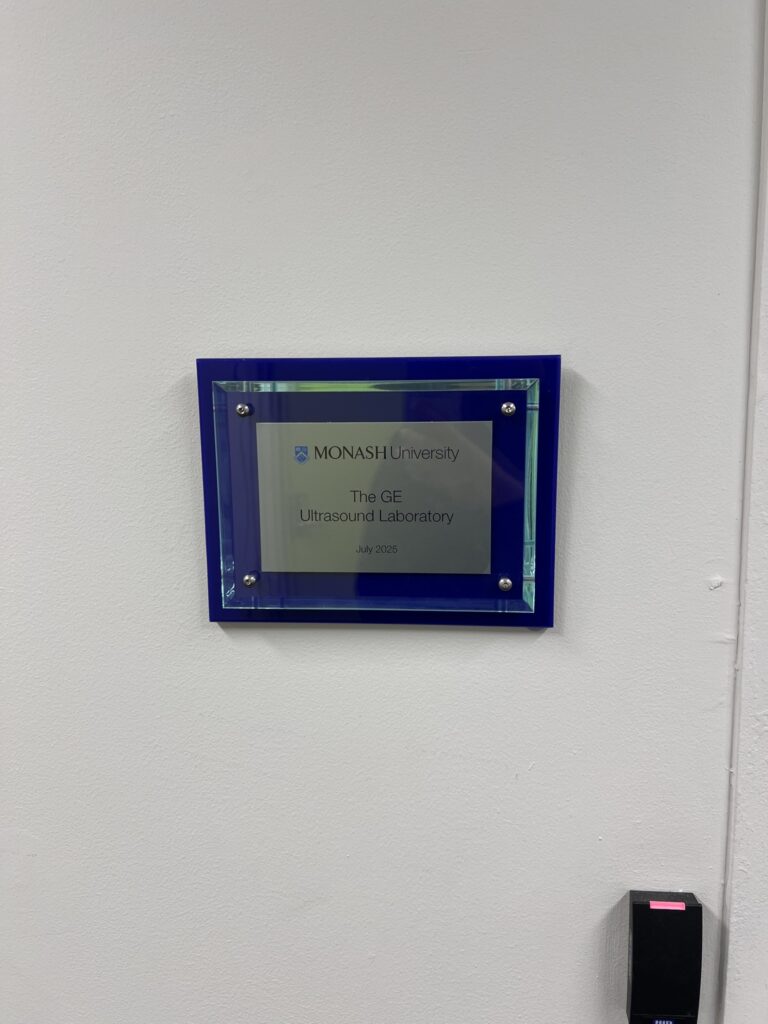 MONASH University
The GE
Ultrasound Laboratory
July 2025